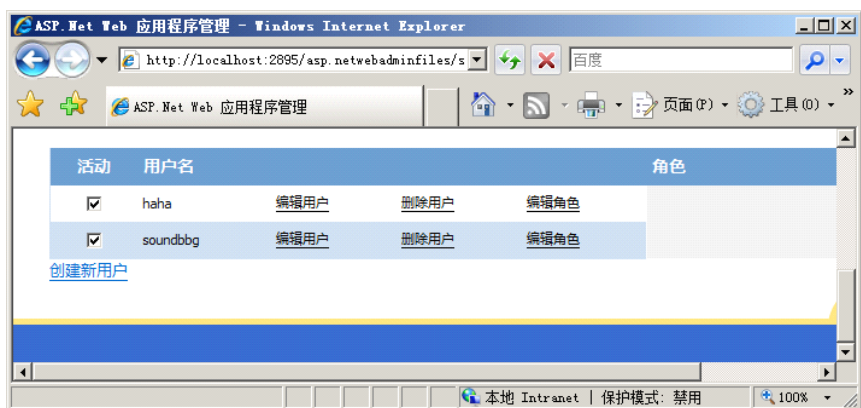 ASP.Net Web 应用程序管理 - Windows Internet Explorer
http://localhost:2895/asp.netwebadminfiles/s
百度
ASP.Net Web 应用程序管理
页面(P)
工具(O)
»
活动 用户名 角色
haha 编辑用户 删除用户 编辑角色
soundbbg 编辑用户 删除用户 编辑角色
创建新用户
本地 Intranet | 保护模式: 禁用
100%